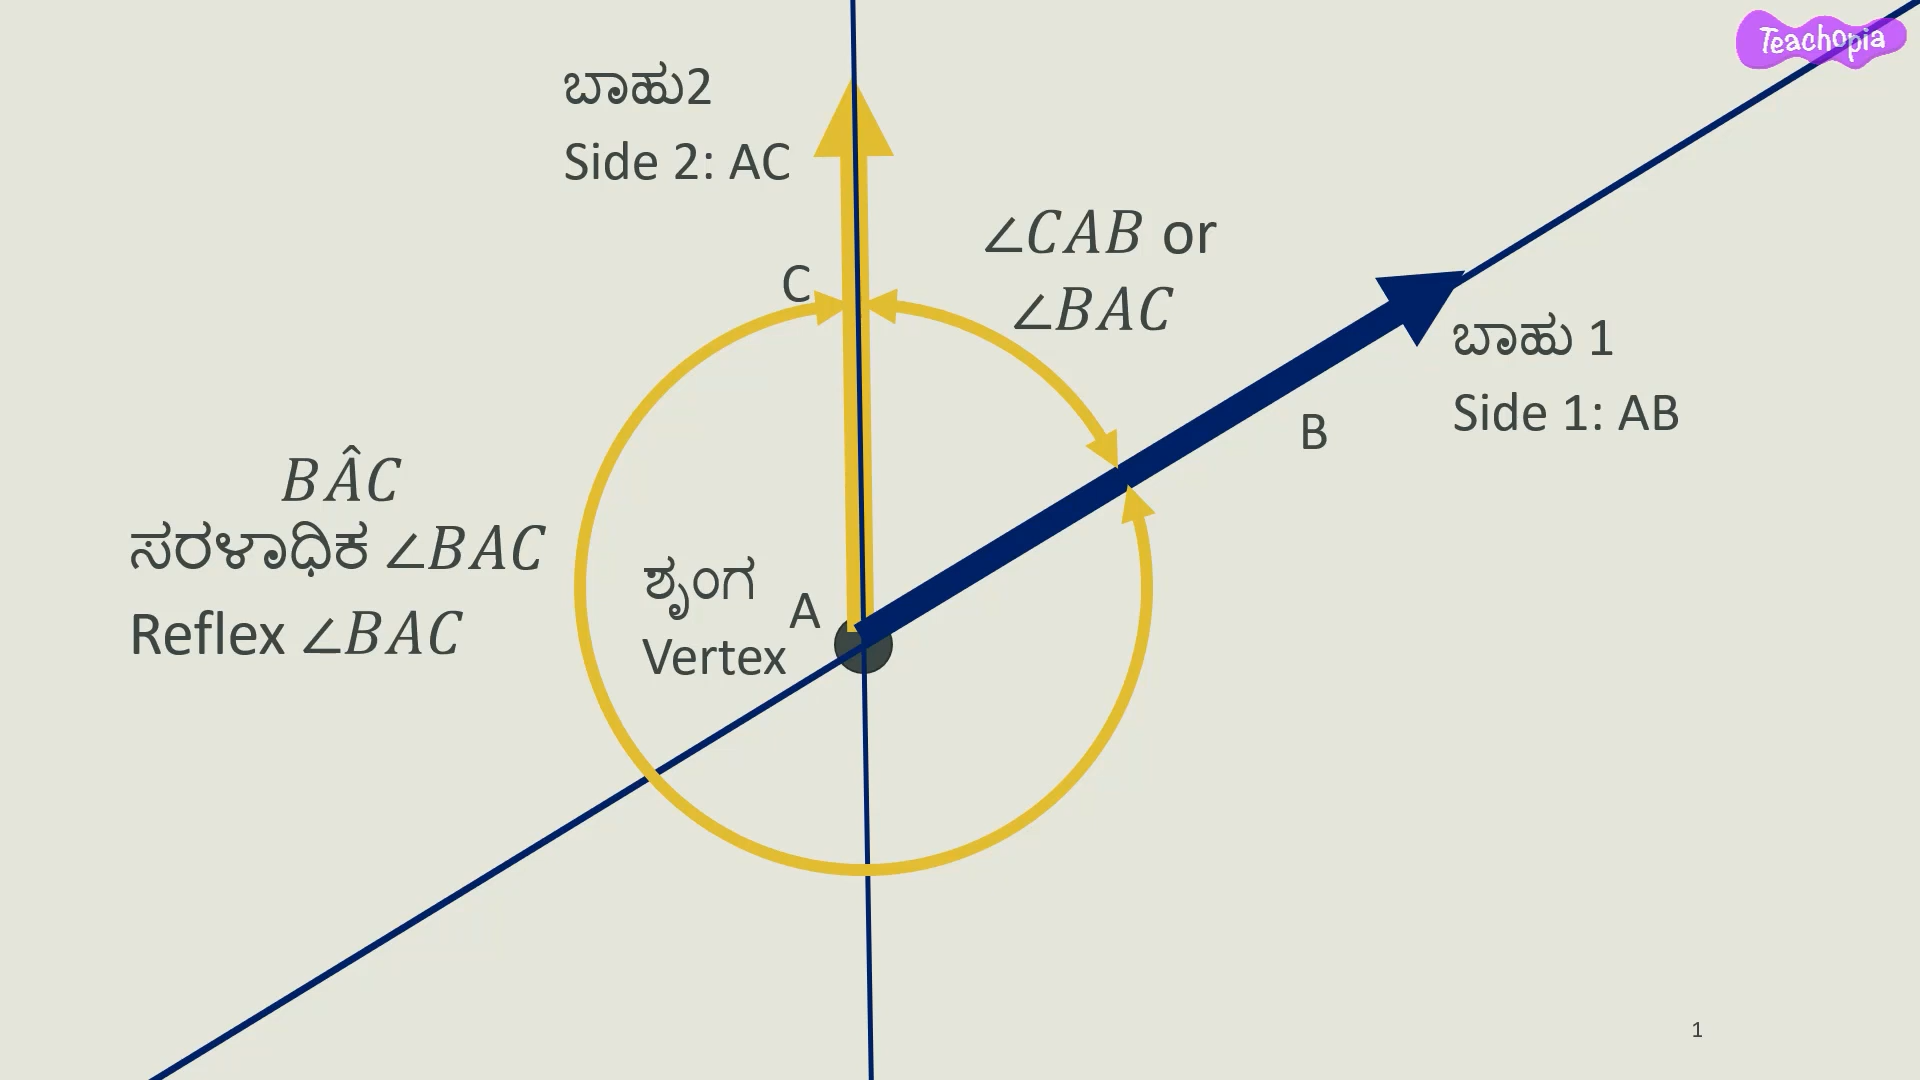 Teachopia
ಬಾಹು2
Side 2: AC
∠CAB or
∠BAC
C
ಬಾಹು 1
Side 1: AB
B
BÂC
ಸರಳಾಧಿಕ ∠BAC
Reflex ∠BAC
ಶೃಂಗ
A
Vertex
1